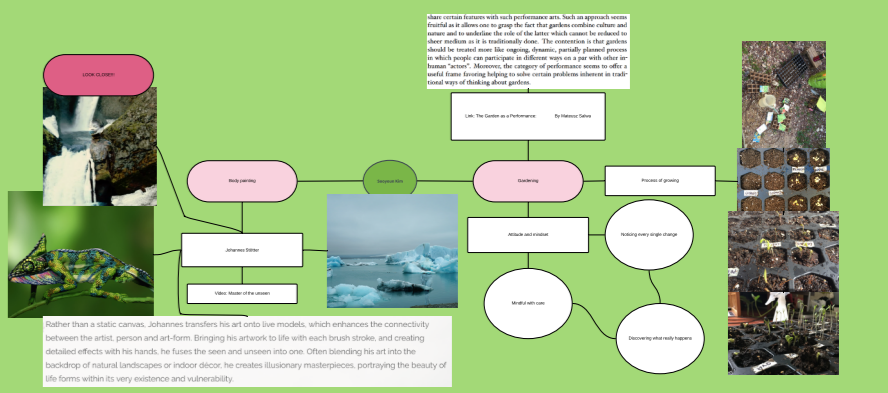 share certain features with such performance arts. Such an approach seems
fruitful as it allows one to grasp the fact that gardens combine culture and
nature and to underline the role of the latter which cannot be reduced to
sheer medium as it is traditionally done. The contention is that gardens
should be treated more like ongoing, dynamic, partially planned process
in which people can participate in different ways on a par with other in-
human "actors". Moreover, the category of performance seems to offer a
useful frame favoring helping to solve certain problems inherent in tradi-
tional ways of thinking about gardens.
LOOK CLOSE!!
Link: The Garden as a Performance By Mateusz Salwa
Body painting
Gardening
Process of growing
Johannes Stötter
Attitude and mindset
Noticing every single change
Video: Master of the unseen
Mindful with care
Discovering what really happens
Rather than a static canvas, Johannes transfers his art onto live models, which enhances the connectivity
between the artist, person and art-form. Bringing his artwork to life with each brush stroke, and creating
detailed effects with his hands, he fuses the seen and unseen into one. Often blending his art into the
backdrop of natural landscapes or indoor décor, he creates illusionary masterpieces, portraying the beauty of
life forms within its very existence and vulnerability.